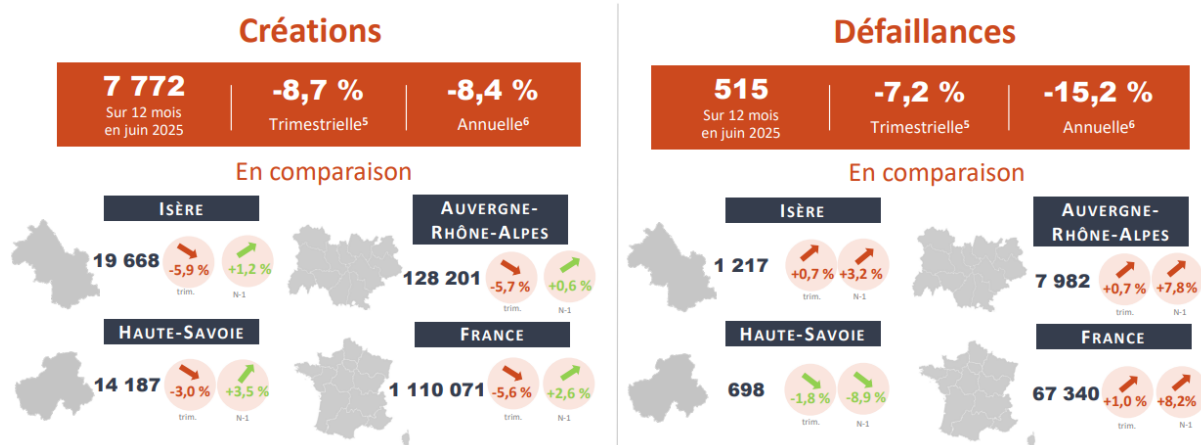 Créations
7 772
Sur 12 mois
en juin 2025
-8,7 %
Trimestrielle⁵
-8,4 %
Annuelle⁶
En comparaison
ISÈRE
19 668
-5,9 %
trim.
+1,2 %
N-1
AUVERGNE-
RHÔNE-ALPES
128 201
-5,7 %
trim.
+0,6 %
N-1
HAUTE-SAVOIE
14 187
-3,0 %
trim.
+3,5 %
N-1
FRANCE
1 110 071
-5,6 %
trim.
+2,6 %
N-1
Défaillances
515
Sur 12 mois
en juin 2025
-7,2 %
Trimestrielle⁵
-15,2 %
Annuelle⁶
En comparaison
ISÈRE
1 217
+0,7 %
trim.
+3,2 %
N-1
AUVERGNE-
RHÔNE-ALPES
7 982
+0,7 %
trim.
+7,8%
N-1
HAUTE-SAVOIE
698
-1,8 %
trim.
-8,9 %
N-1
FRANCE
67 340
+1,0 %
trim.
+8,2%
N-1